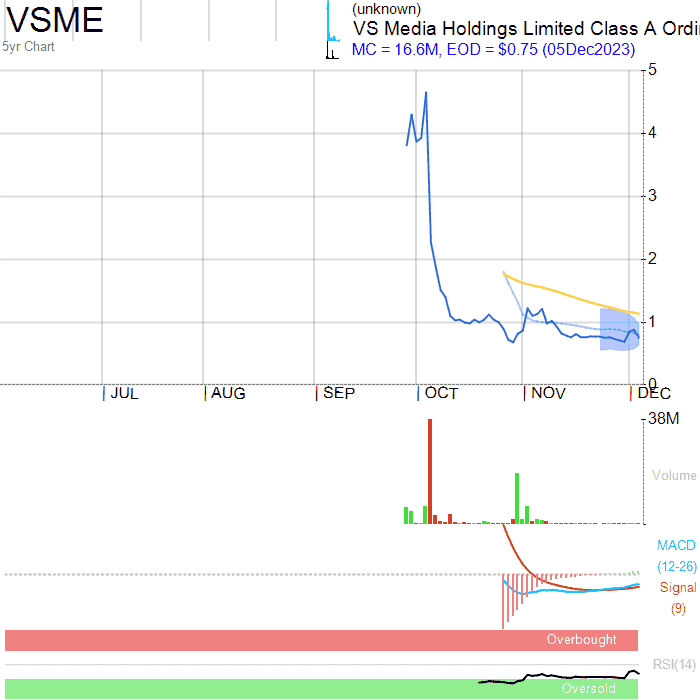 VSME
(unknown)
VS Media Holdings Limited Class A Ordi
5yr Chart
MC = 16.6M, EOD = $0.75 (05Dec2023)
5
4
3
2
1
0
JUL AUG SEP OCT NOV DEC
38M
Volume
MACD
(12-26)
Signal
(9)
Overbought
RSI(14)
Oversold